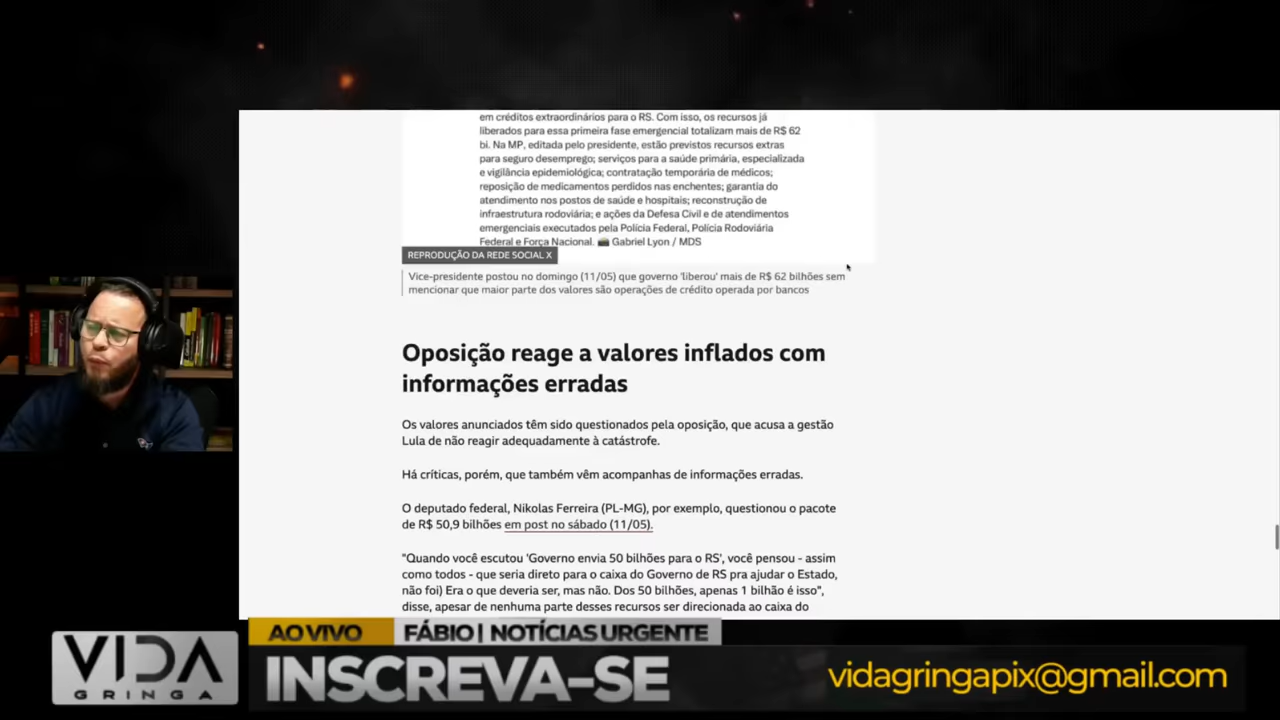 em créditos extraordinários para o RS. Com isso, os recursos já
liberados para essa primeira fase emergencial totalizam mais de R$ 62
bi. Na MP, editada pelo presidente, estão previstos recursos extras
para seguro desemprego; serviços para a saúde primária, especializada
e vigilância epidemiológica; contratação temporária de médicos;
reposição de medicamentos perdidos nas enchentes; garantia do
atendimento nos postos de saúde e hospitais; reconstrução de
infraestrutura rodoviária; e ações da Defesa Civil e de atendimentos
emergenciais executados pela Polícia Federal, Polícia Rodoviária
Federal e Força Nacional. 📷 Gabriel Lyon / MDS
REPRODUÇÃO DA REDE SOCIAL X
Vice-presidente postou no domingo (11/05) que governo 'liberou' mais de R$ 62 bilhões sem
mencionar que maior parte dos valores são operações de crédito operada por bancos
Oposição reage a valores inflados com
informações erradas
Os valores anunciados têm sido questionados pela oposição, que acusa a gestão
Lula de não reagir adequadamente à catástrofe.
Há críticas, porém, que também vêm acompanhas de informações erradas.
O deputado federal, Nikolas Ferreira (PL-MG), por exemplo, questionou o pacote
de R$ 50,9 bilhões em post no sábado (11/05).
"Quando você escutou 'Governo envia 50 bilhões para o RS', você pensou - assim
como todos - que seria direto para o caixa do Governo de RS pra ajudar o Estado,
não foi) Era o que deveria ser, mas não. Dos 50 bilhões, apenas 1 bilhão é isso",
disse, apesar de nenhuma parte desses recursos ser direcionada ao caixa do
AO VIVO FÁBIO | NOTÍCIAS URGENTE
VIDA
GRINGA
INSCREVA-SE
vidagringapix@gmail.com